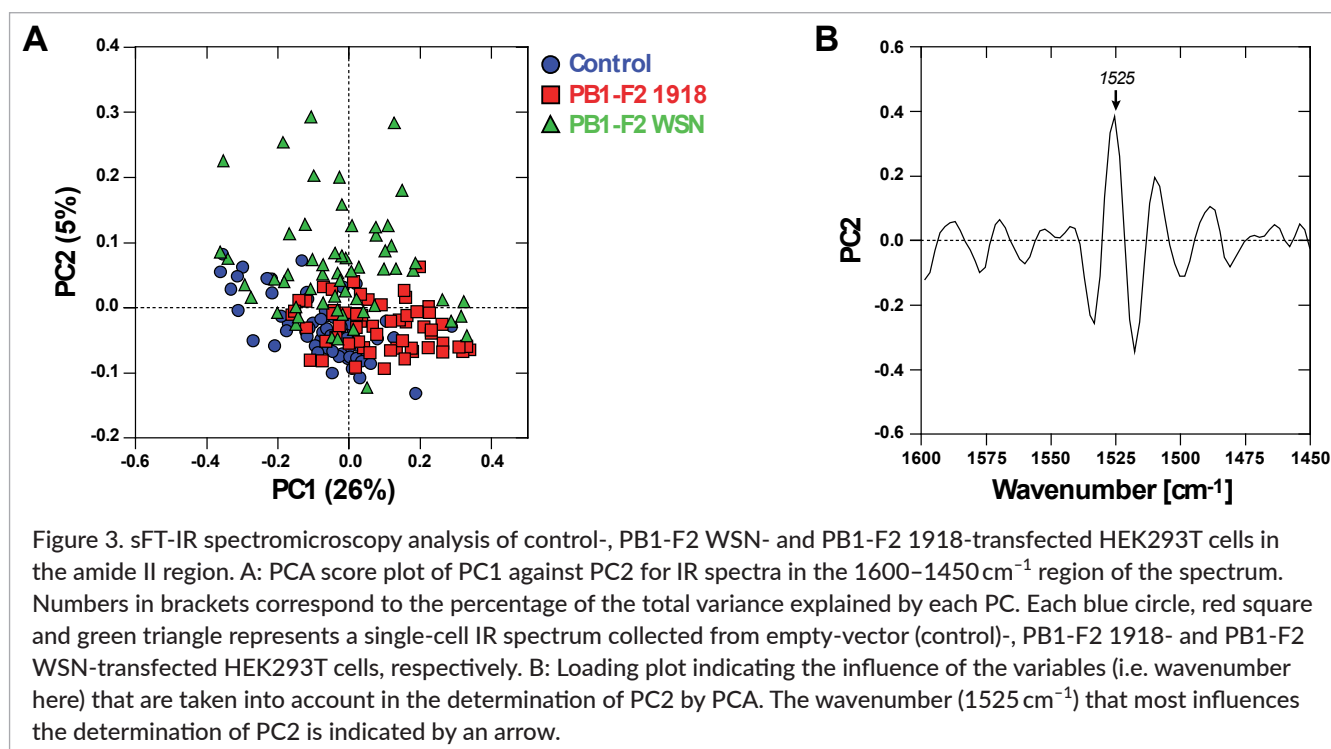 A
0.4
0.3
0.2
0.1
0.0
-0.1
-0.2
-0.6
-0.4
-0.2
0.0
0.2
0.4
PC2 (5%)
PC1 (26%)
Control
PB1-F2 1918
PB1-F2 WSN
B
0.6
0.4
0.2
0.0
-0.2
-0.4
-0.6
1525
PC2
1600
1575
1550
1525
1500
1475
1450
Wavenumber [cm-1]
Figure 3. sFT-IR spectromicroscopy analysis of control-, PB1-F2 WSN- and PB1-F2 1918-transfected HEK293T cells in
the amide II region. A: PCA score plot of PC1 against PC2 for IR spectra in the 1600–1450 cm⁻¹ region of the spectrum.
Numbers in brackets correspond to the percentage of the total variance explained by each PC. Each blue circle, red square
and green triangle represents a single-cell IR spectrum collected from empty-vector (control)-, PB1-F2 1918- and PB1-F2
WSN-transfected HEK293T cells, respectively. B: Loading plot indicating the influence of the variables (i.e. wavenumber
here) that are taken into account in the determination of PC2 by PCA. The wavenumber (1525 cm⁻¹) that most influences
the determination of PC2 is indicated by an arrow.